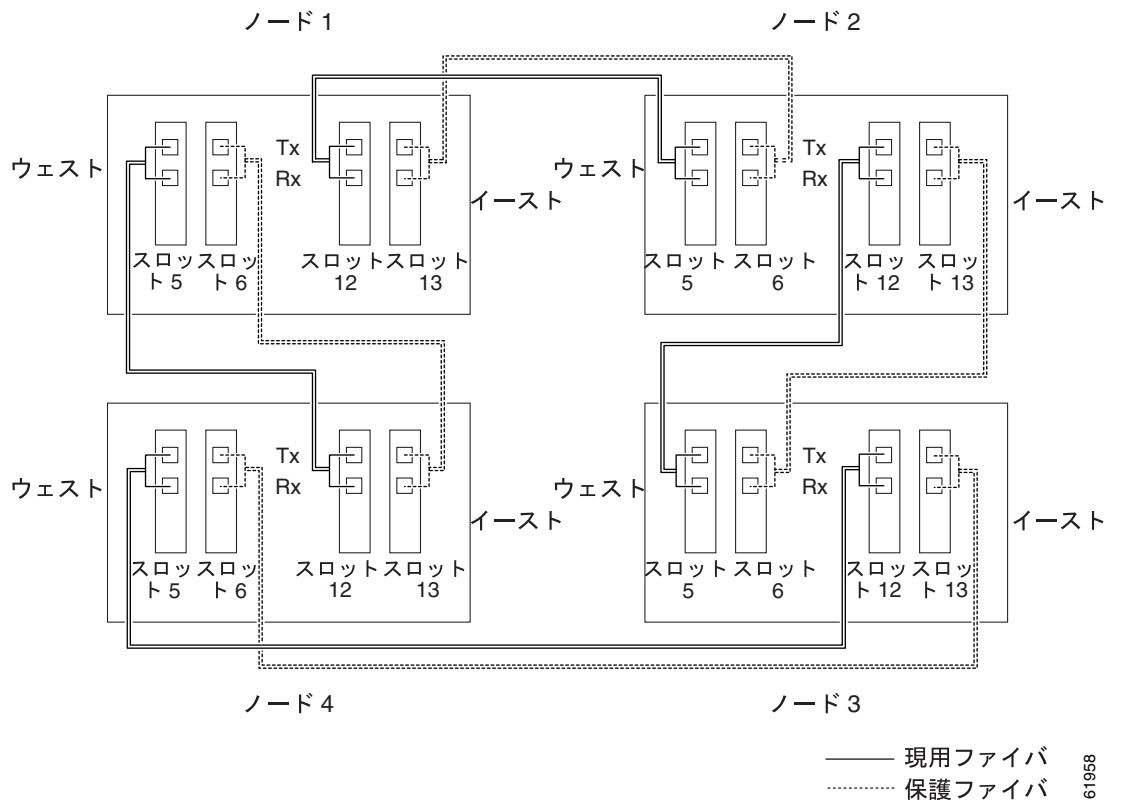 ノード 1
ノード 2
ウェスト
Tx
Rx
イースト
スロッ
ト 5
スロッ
ト 6
スロット
12
スロット
13
ウェスト
Tx
Rx
イースト
スロット
5
スロット
6
スロッ
ト 12
スロッ
ト 13
ウェスト
Tx
Rx
イースト
スロッ
ト 5
スロッ
ト 6
スロット
12
スロット
13
ウェスト
Tx
Rx
イースト
スロット
5
スロット
6
スロッ
ト 12
スロッ
ト 13
ノード 4
ノード 3
現用ファイバ
保護ファイバ
61958